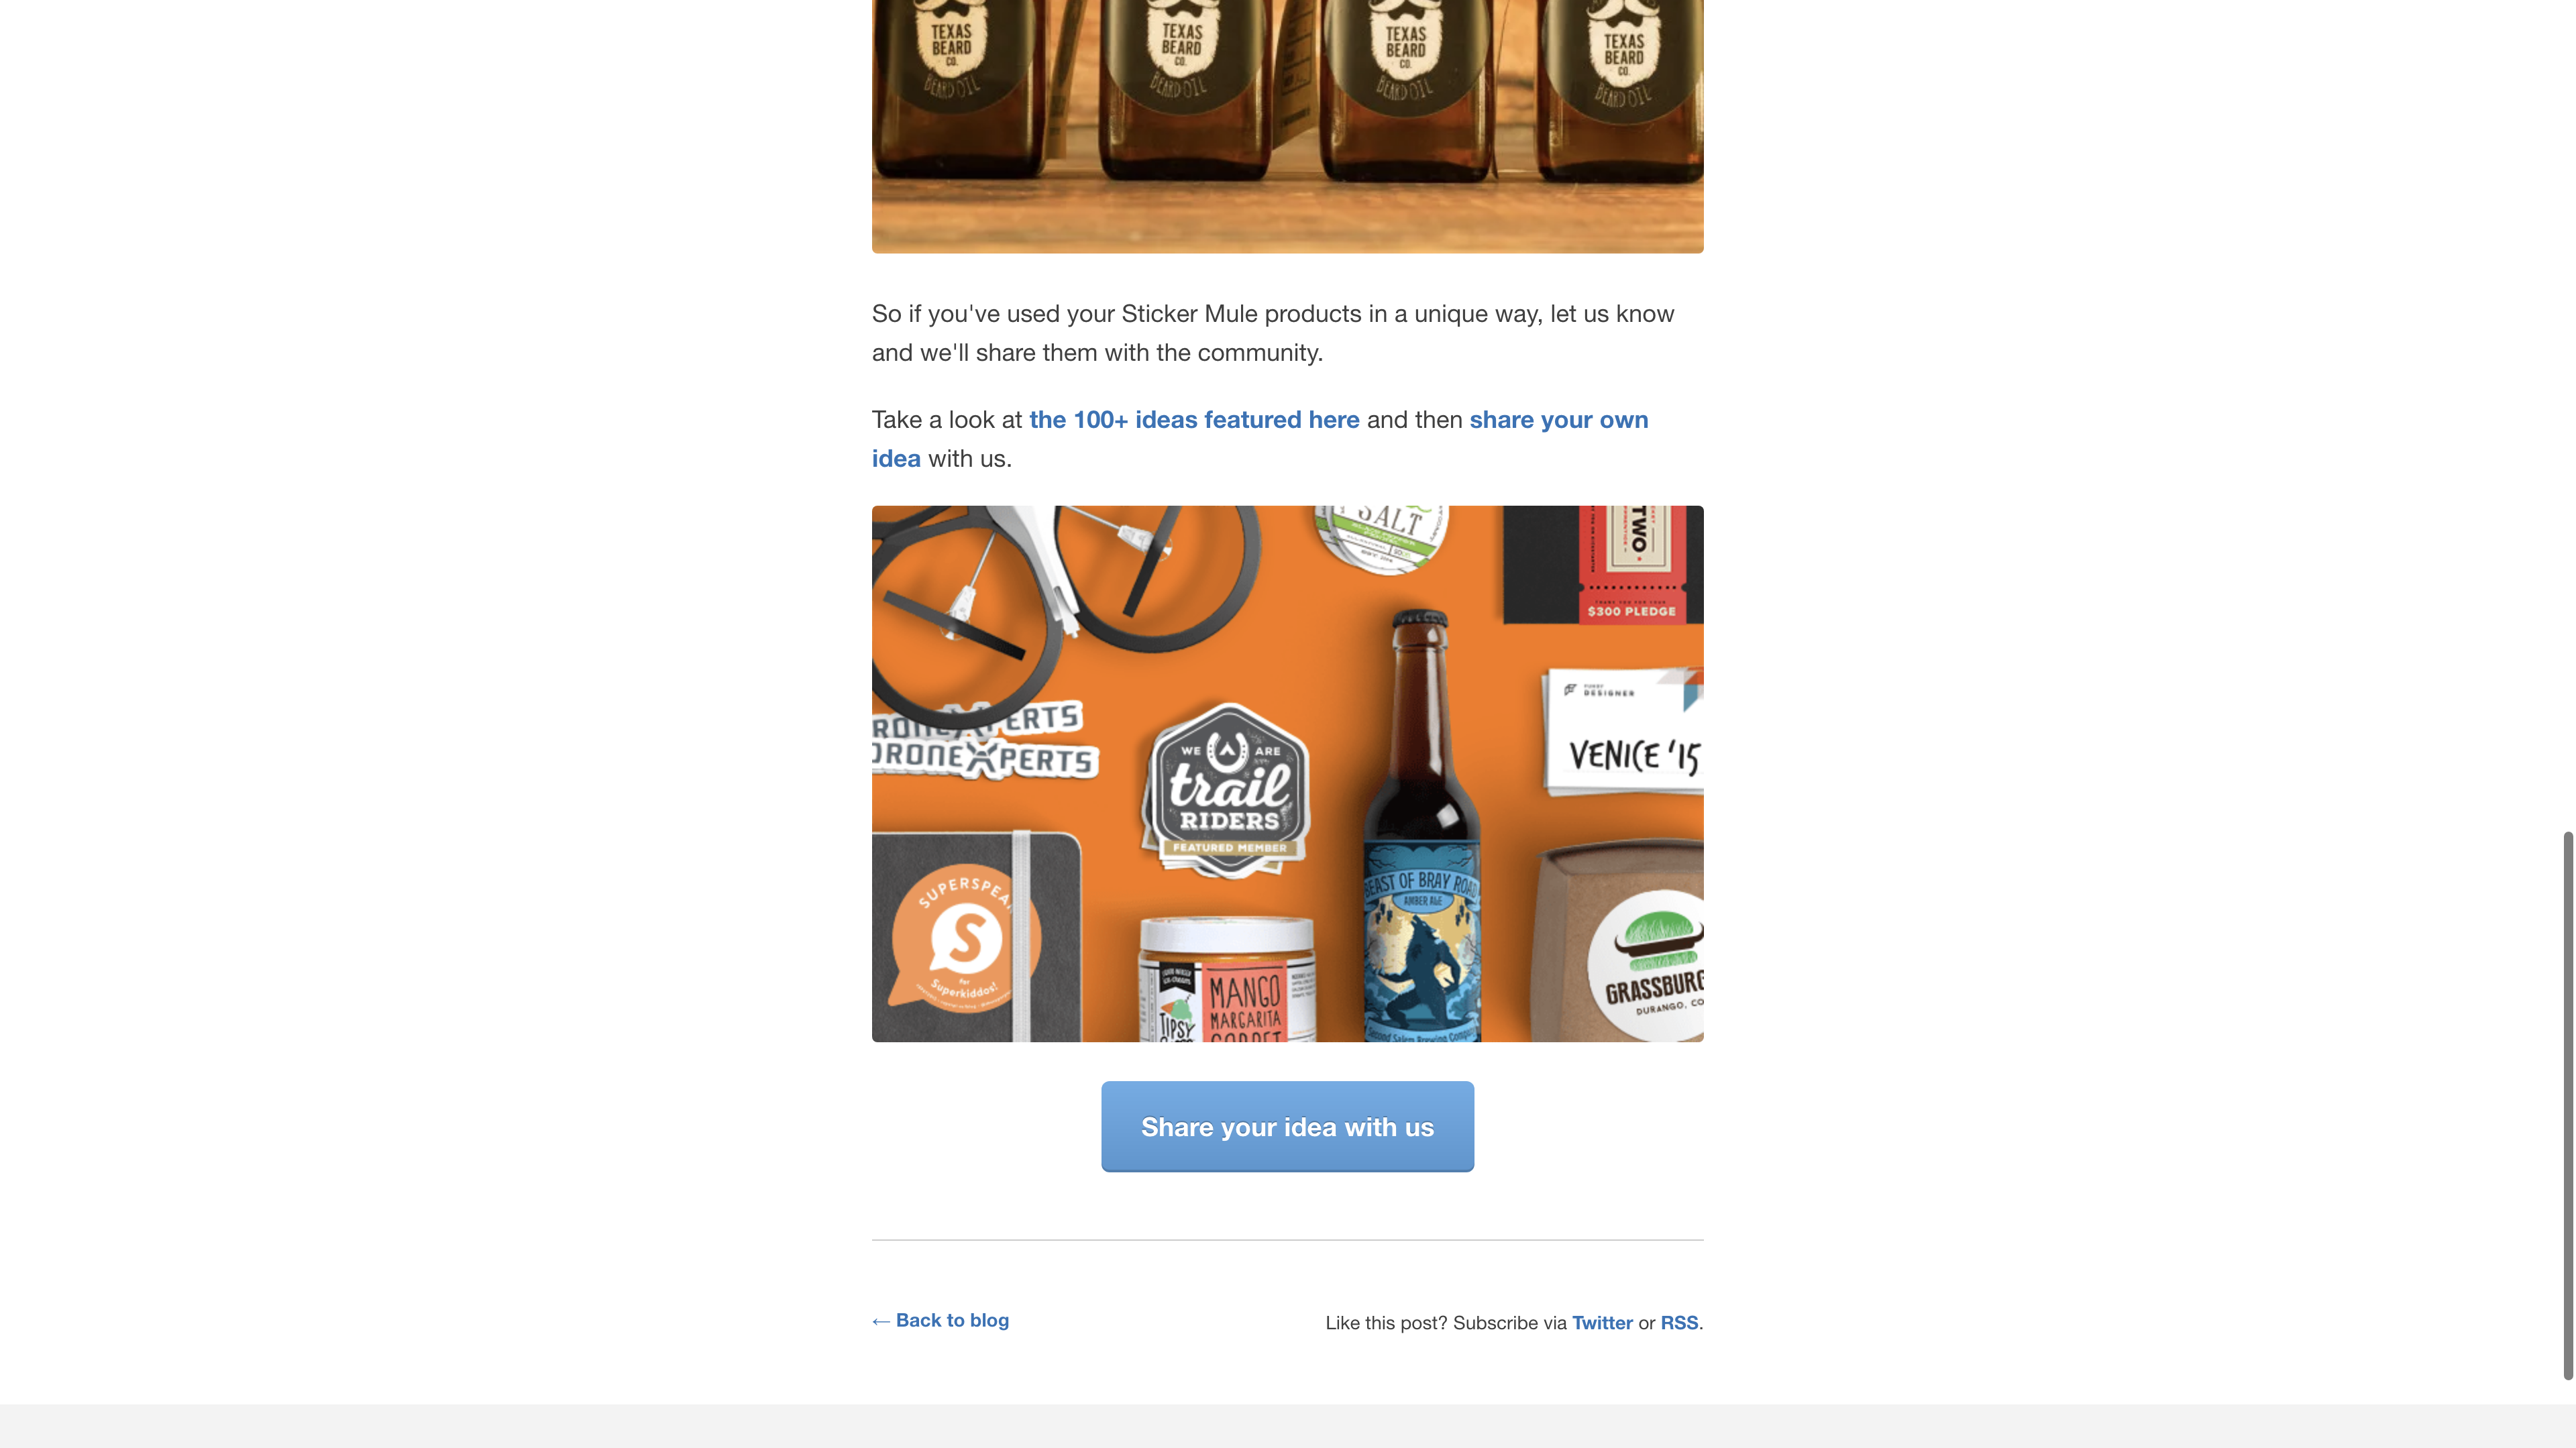 TEXAS
BEARD
CO.
BEARD OIL
TEXAS
BEARD
CO.
BEARD OIL
TEXAS
BEARD
CO.
BEARD OIL
TEXAS
BEARD
CO.
BEARD OIL
So if you've used your Sticker Mule products in a unique way, let us know
and we'll share them with the community.
Take a look at the 100+ ideas featured here and then share your own
idea with us.
SALT
TWO
$300 PLEDGE
DESIGNER
VENICE '15
DRONEXPERTS
WE ARE
trail
RIDERS
FEATURED MEMBER
SUPERSPEA
S
for
Superkiddos!
TIPSY
MANGO
MARGARITA
BEAST OF BRAY ROAD
AMBER ALE
Second Salem Brewing Company
GRASSBURG
DURANGO, CO
Share your idea with us
← Back to blog
Like this post? Subscribe via Twitter or RSS.